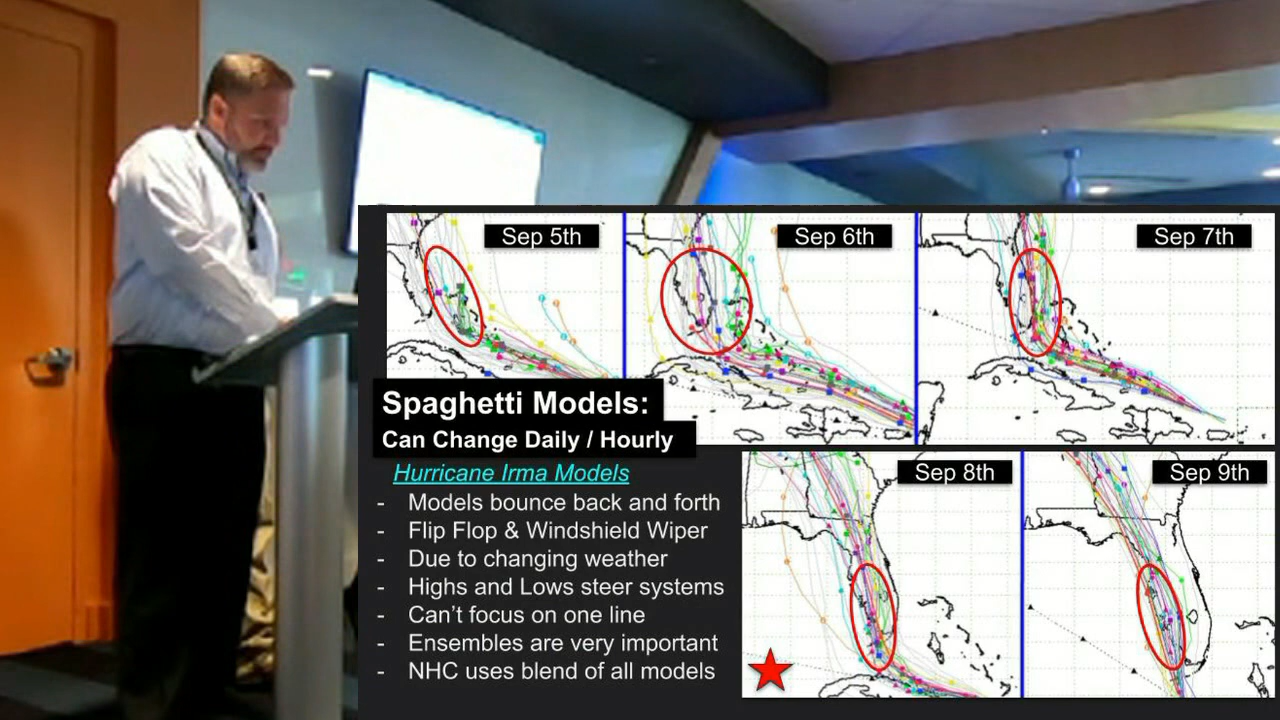 Sep 5th
Sep 6th
Sep 7th
Spaghetti Models:
Can Change Daily / Hourly
Hurricane Irma Models
- Models bounce back and forth
- Flip Flop & Windshield Wiper
- Due to changing weather
- Highs and Lows steer systems
- Can't focus on one line
- Ensembles are very important
- NHC uses blend of all models
Sep 8th
Sep 9th